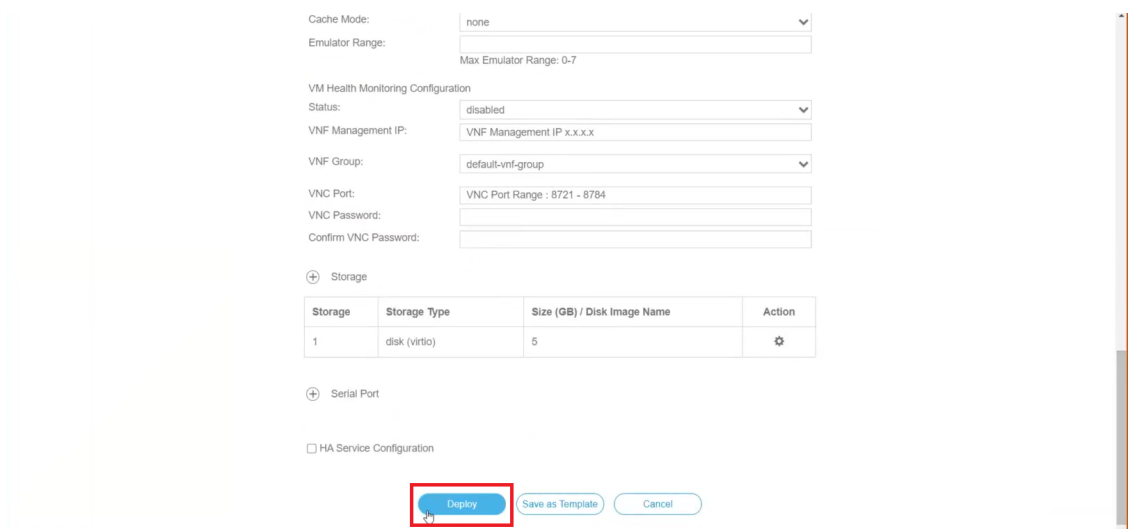 Cache Mode: none
Emulator Range:
Max Emulator Range: 0-7
VM Health Monitoring Configuration
Status: disabled
VNF Management IP: VNF Management IP x.x.x.x
VNF Group: default-vnf-group
VNC Port: VNC Port Range : 8721 - 8784
VNC Password:
Confirm VNC Password:
Storage
Storage Storage Type Size (GB) / Disk Image Name Action
1 disk (virtio) 5
Serial Port
HA Service Configuration
Deploy Save as Template Cancel